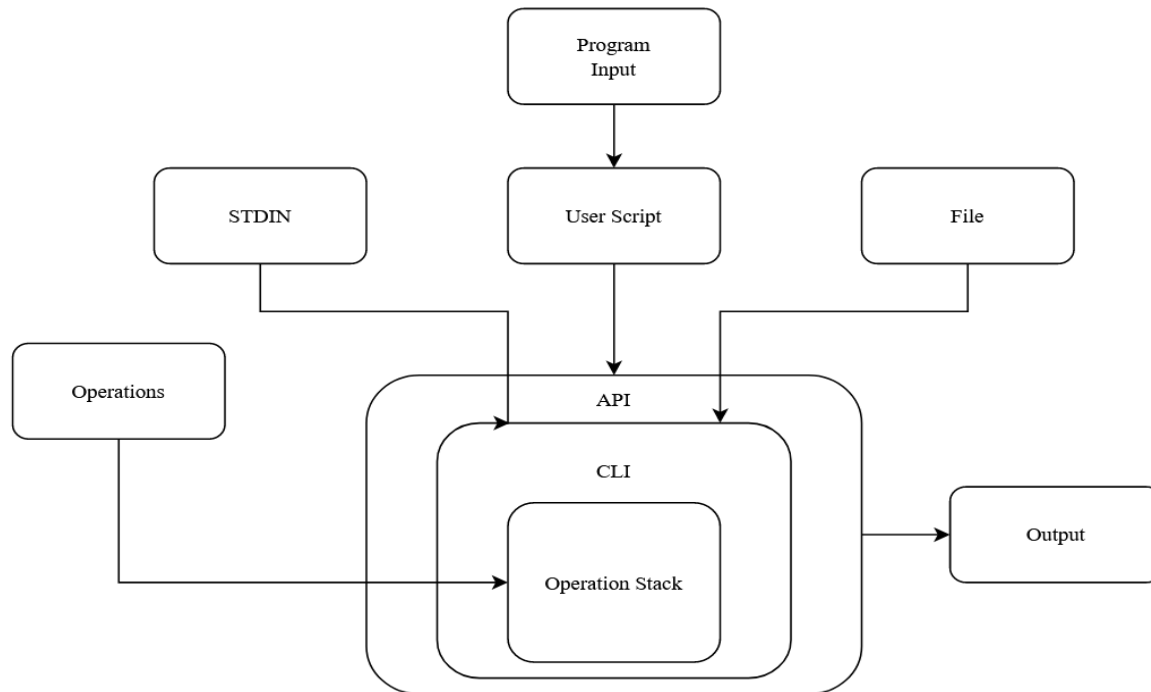 Program
Input
STDIN
User Script
File
Operations
API
CLI
Operation Stack
Output